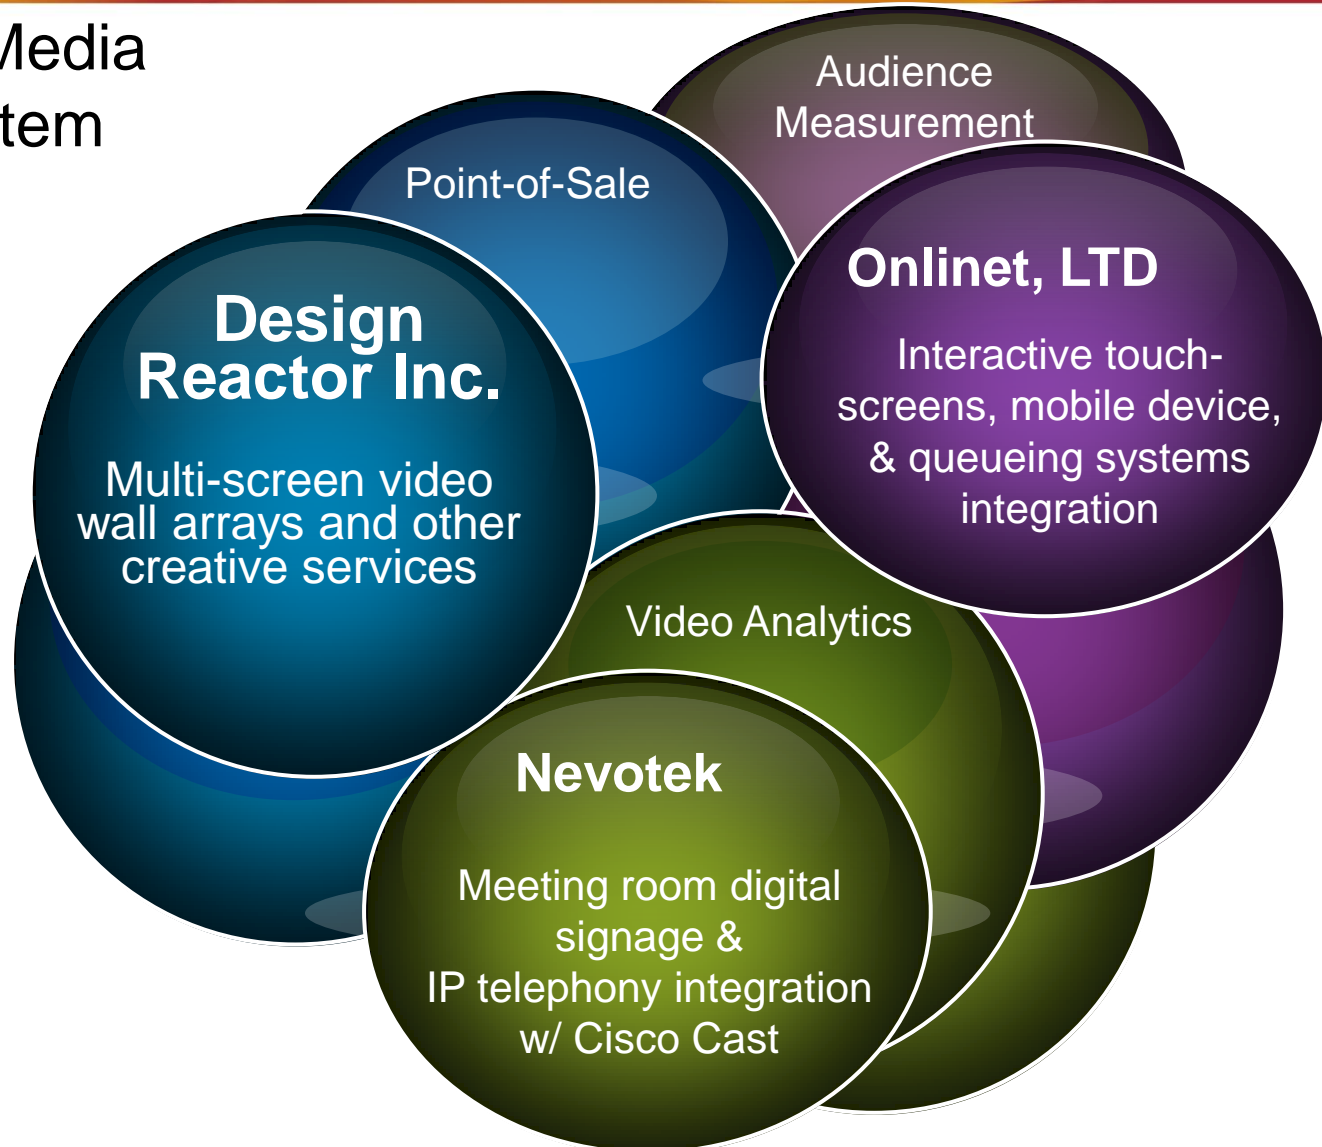 Media
tem
Audience
Measurement
Point-of-Sale
Onlinet, LTD
Interactive touch-
screens, mobile device,
& queueing systems
integration
Design
Reactor Inc.
Multi-screen video
wall arrays and other
creative services
Video Analytics
Nevotek
Meeting room digital
signage &
IP telephony integration
w/ Cisco Cast